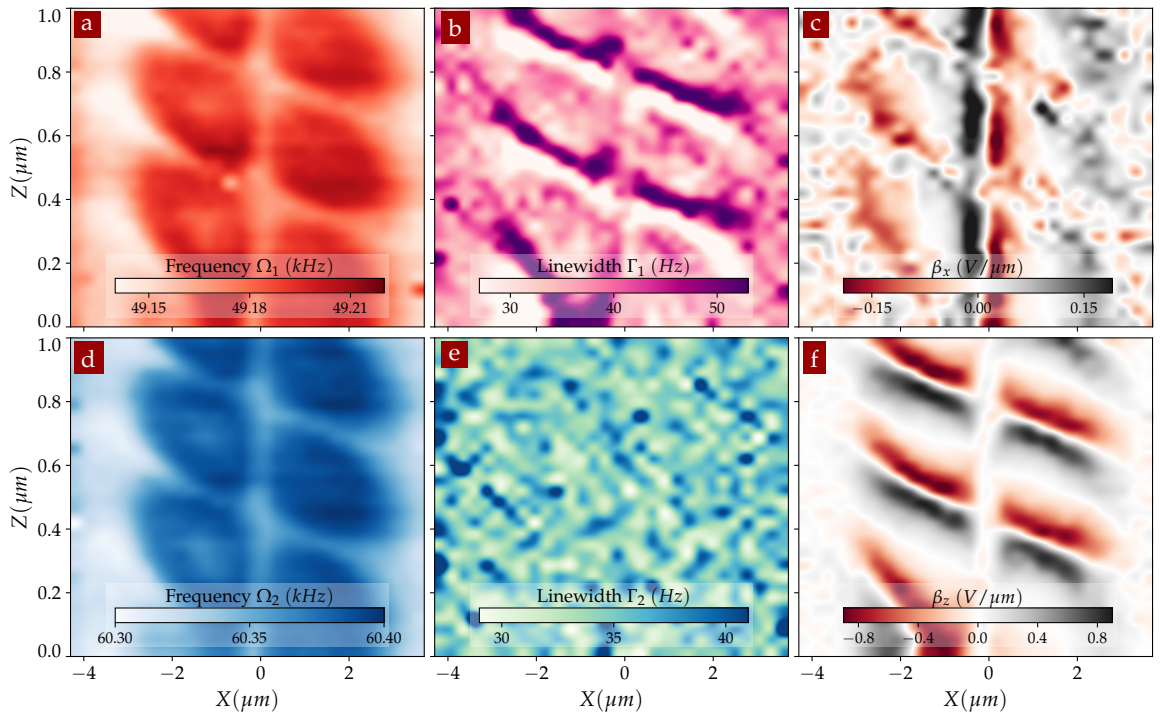 a
b
c
1.0
0.8
0.6
0.4
0.2
0.0
Z(μm)
Frequency Ω₁ (kHz)
49.15 49.18 49.21
Linewidth Γ₁ (Hz)
30 40 50
βₓ (V/μm)
−0.15 0.00 0.15
d
e
f
1.0
0.8
0.6
0.4
0.2
0.0
Z(μm)
Frequency Ω₂ (kHz)
60.30 60.35 60.40
Linewidth Γ₂ (Hz)
30 35 40
β_z (V/μm)
−0.8 −0.4 0.0 0.4 0.8
−4 −2 0 2
−4 −2 0 2
−4 −2 0 2
X(μm)
X(μm)
X(μm)